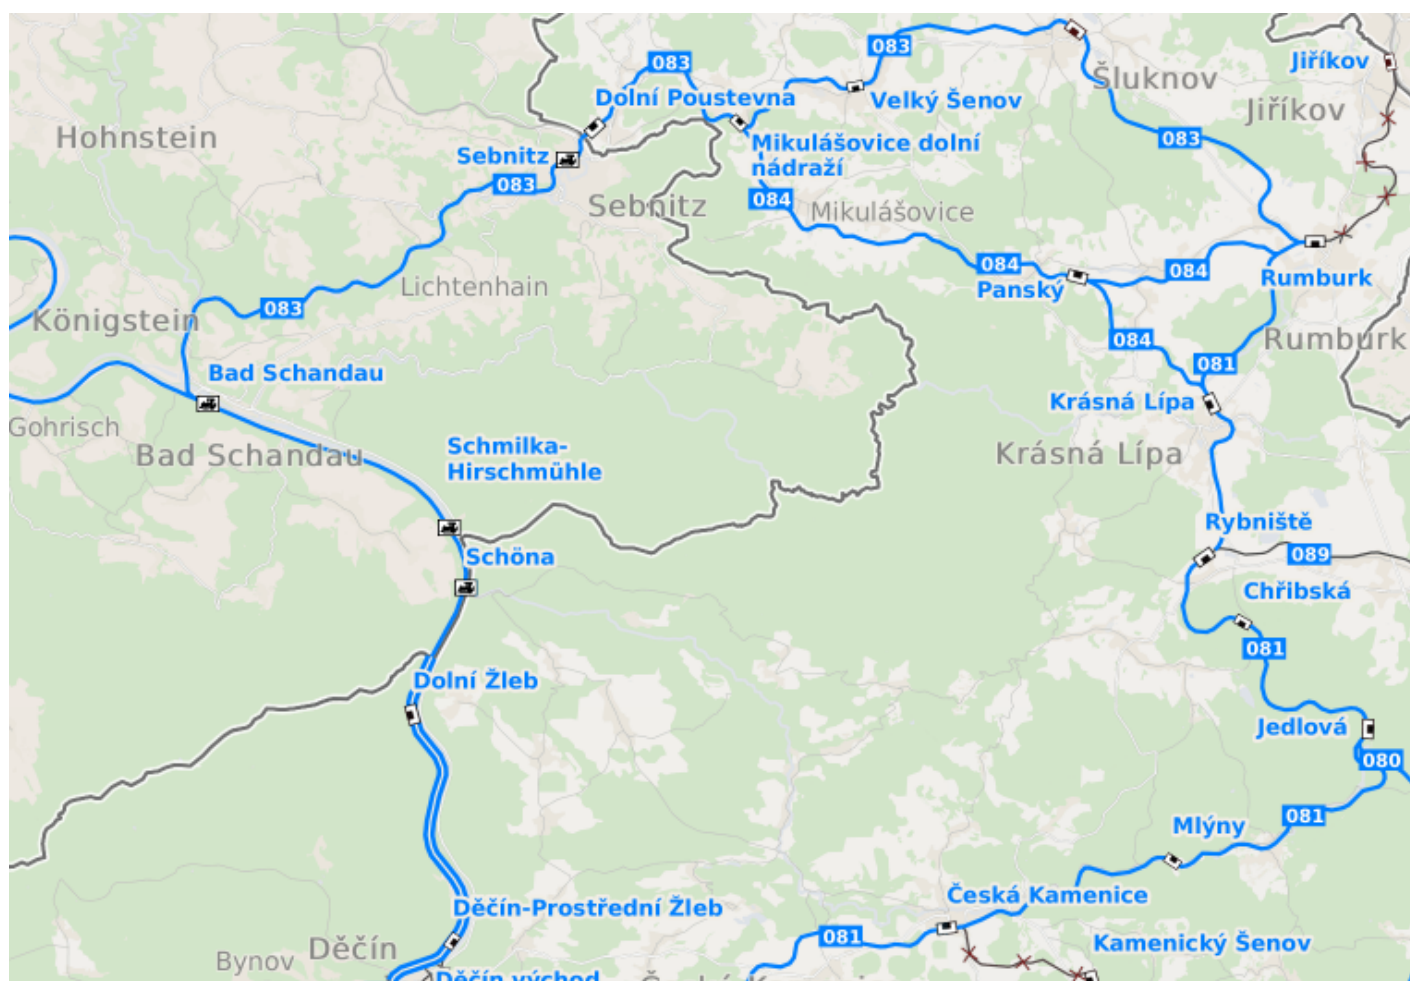 083
083
Šluknov
Jiříkov
Dolní Poustevna
Velký Šenov
Jiříkov
Hohnstein
083
Mikulášovice dolní
nádraží
Sebnitz
083
Sebnitz
084
Mikulášovice
084
084
Rumburk
Panský
Lichtenhain
083
Königstein
084
Rumburk
081
Bad Schandau
Krásná Lípa
Gohrisch
Bad Schandau
Schmilka-
Hirschmühle
Krásná Lípa
Rybniště
Schöna
089
Chřibská
081
Dolní Žleb
Jedlová
080
081
Mlýny
Česká Kamenice
Děčín-Prostřední Žleb
081
Kamenický Šenov
Děčín
Bynov
Děčín východ